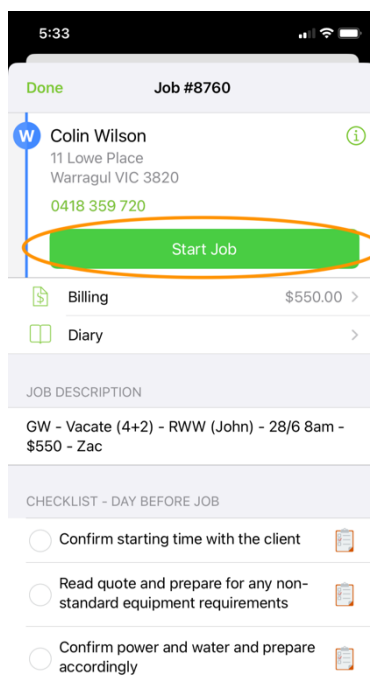 5:33
Done
Job #8760
W
Colin Wilson
11 Lowe Place
Warragul VIC 3820
0418 359 720
Start Job
Billing $550.00
Diary
JOB DESCRIPTION
GW - Vacate (4+2) - RWW (John) - 28/6 8am -
$550 - Zac
CHECKLIST - DAY BEFORE JOB
Confirm starting time with the client
Read quote and prepare for any non-
standard equipment requirements
Confirm power and water and prepare
accordingly